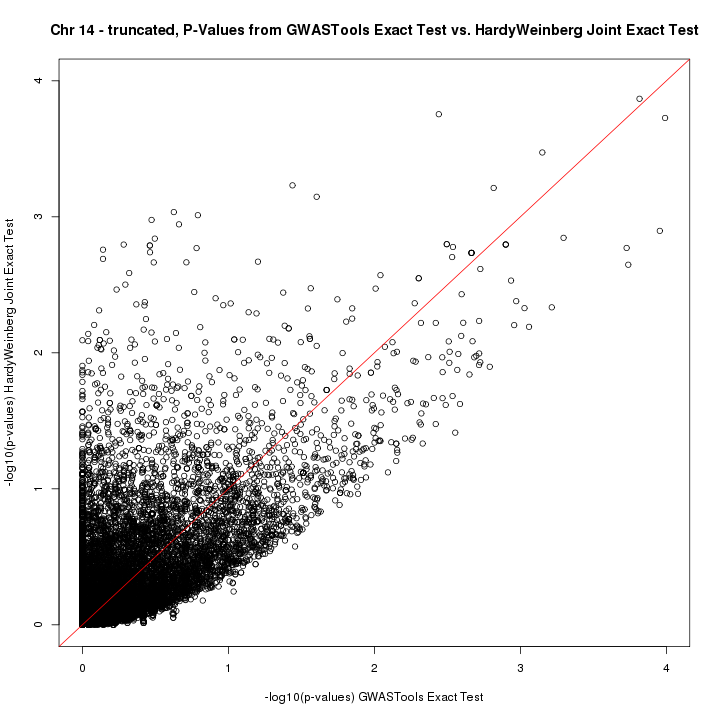 Chr 14 - truncated, P-Values from GWASTools Exact Test vs. HardyWeinberg Joint Exact Test
-log10(p-values) HardyWeinberg Joint Exact Test
4
3
2
1
0
0 1 2 3 4
-log10(p-values) GWASTools Exact Test